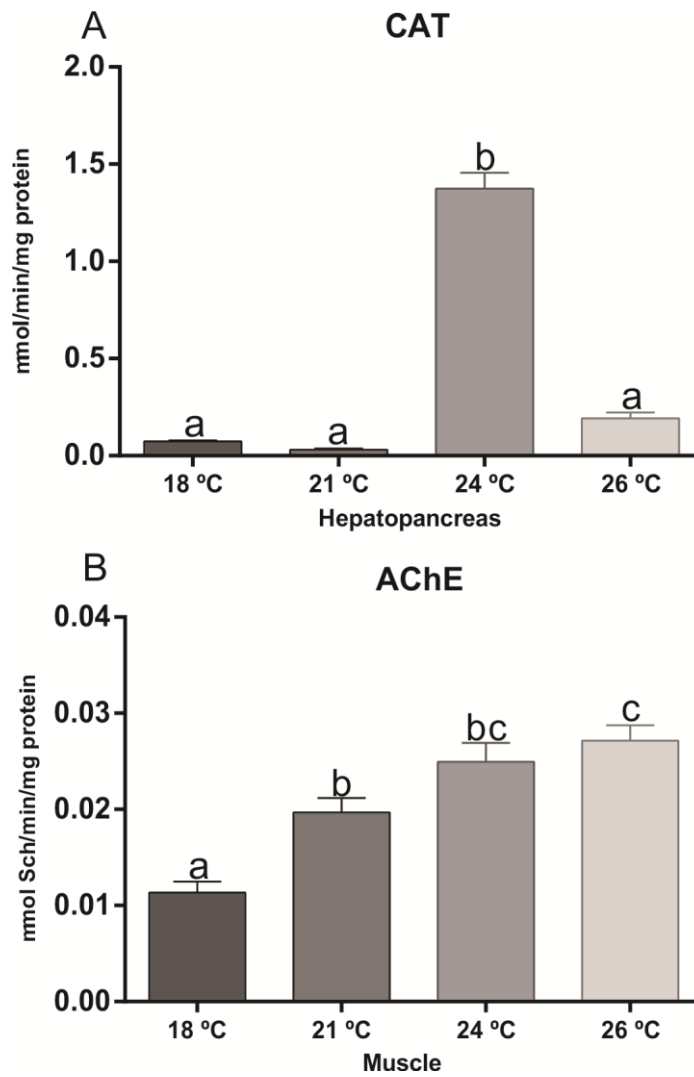 A
CAT
2.0
1.5
1.0
0.5
0.0
mmol/min/mg protein
a
a
b
a
18 ºC 21 ºC 24 ºC 26 ºC
Hepatopancreas
B
AChE
0.04
0.03
0.02
0.01
0.00
nmol Sch/min/mg protein
a
b
bc
c
18 ºC 21 ºC 24 ºC 26 ºC
Muscle